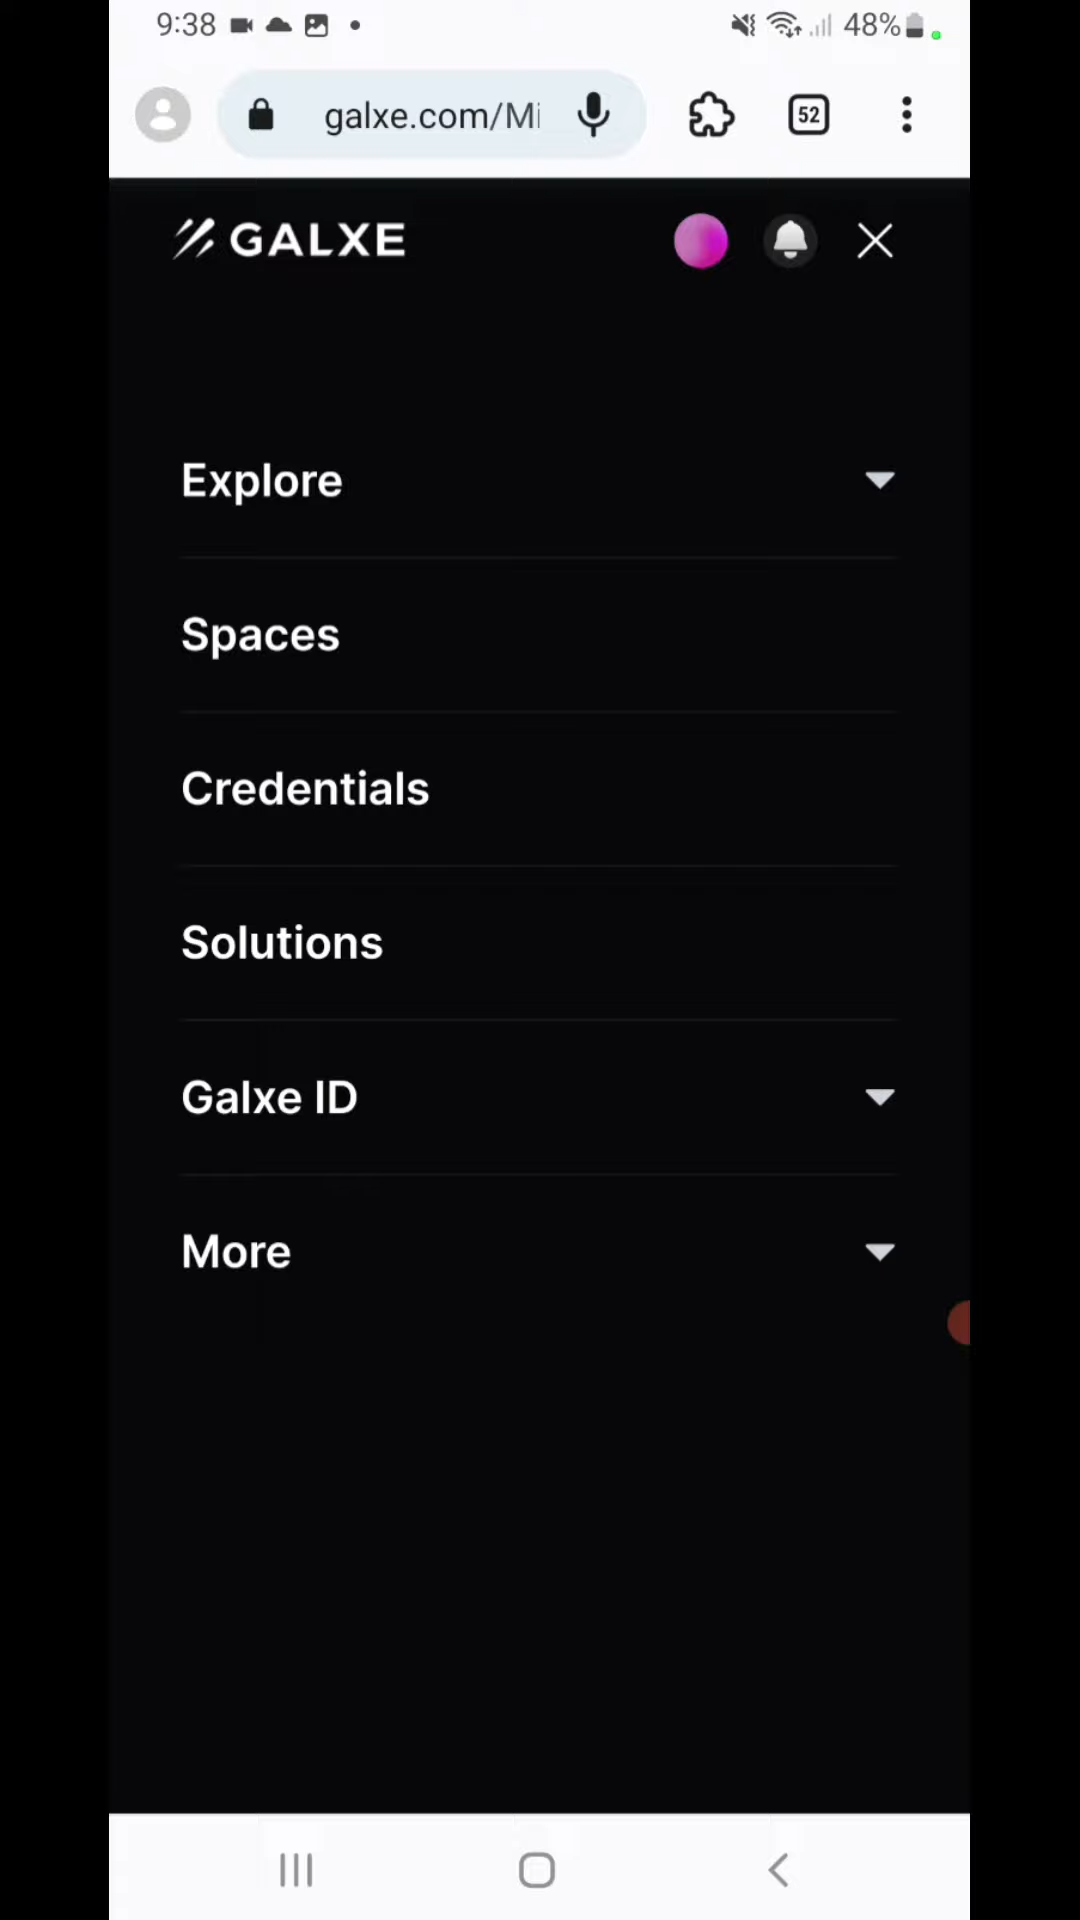 9:38
48%
galxe.com/Mi
52
GALXE
Explore
Spaces
Credentials
Solutions
Galxe ID
More